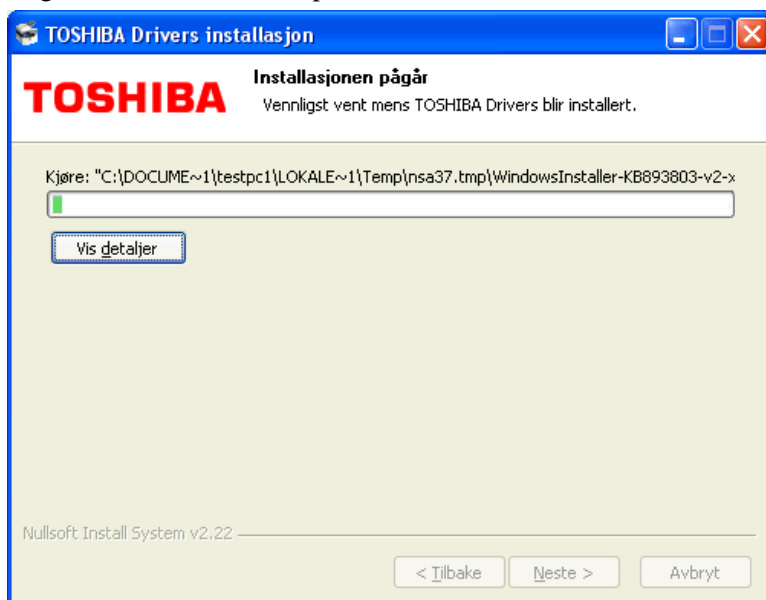 TOSHIBA Drivers installasjon
TOSHIBA
Installasjonen pågår
Vennligst vent mens TOSHIBA Drivers blir installert.
Kjøre: "C:\DOCUME~1\testpc1\LOKALE~1\Temp\nsa37.tmp\WindowsInstaller-KB893803-v2-x
Vis detaljer
Nullsoft Install System v2.22
< Tilbake
Neste >
Avbryt